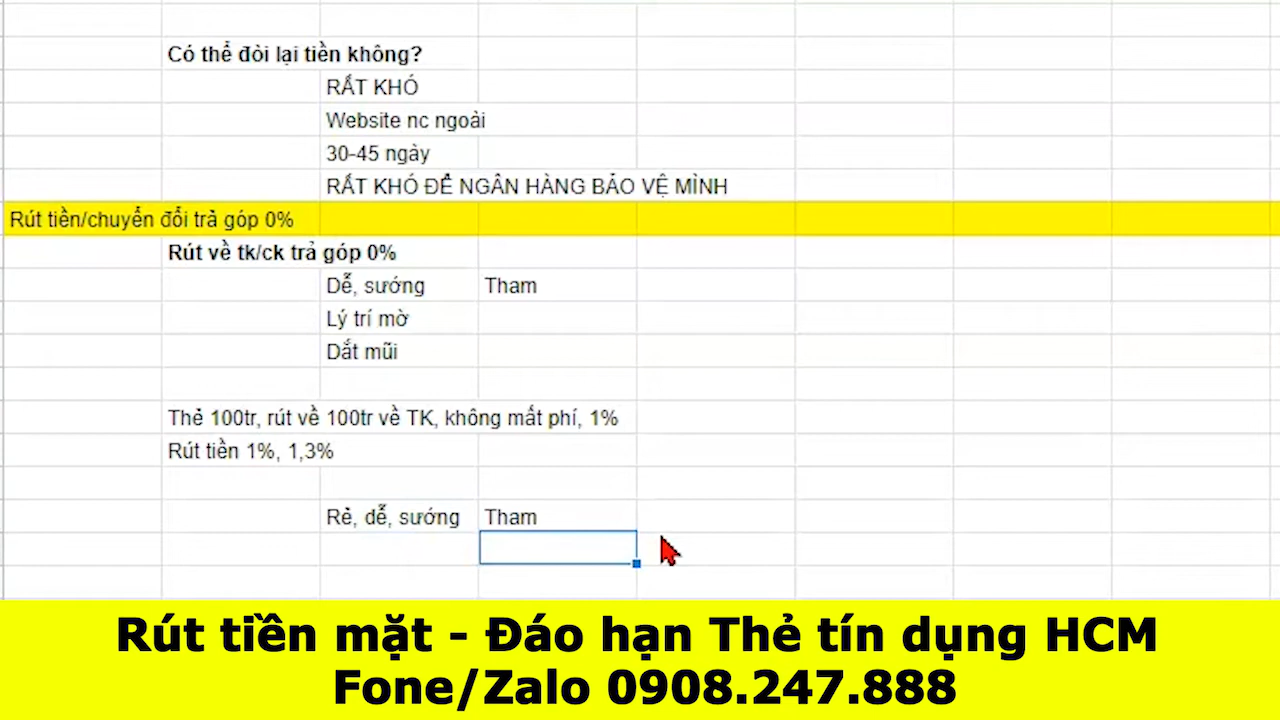 Có thể đòi lại tiền không?
RẤT KHÓ
Website nc ngoài
30-45 ngày
RẤT KHÓ ĐỂ NGÂN HÀNG BẢO VỆ MÌNH
Rút tiền/chuyển đổi trả góp 0%
Rút về tk/ck trả góp 0%
Dễ, sướng Tham
Lý trí mờ
Dắt mũi
Thẻ 100tr, rút về 100tr về TK, không mất phí, 1%
Rút tiền 1%, 1,3%
Rẻ, dễ, sướng Tham
Rút tiền mặt - Đáo hạn Thẻ tín dụng HCM
Fone/Zalo 0908.247.888